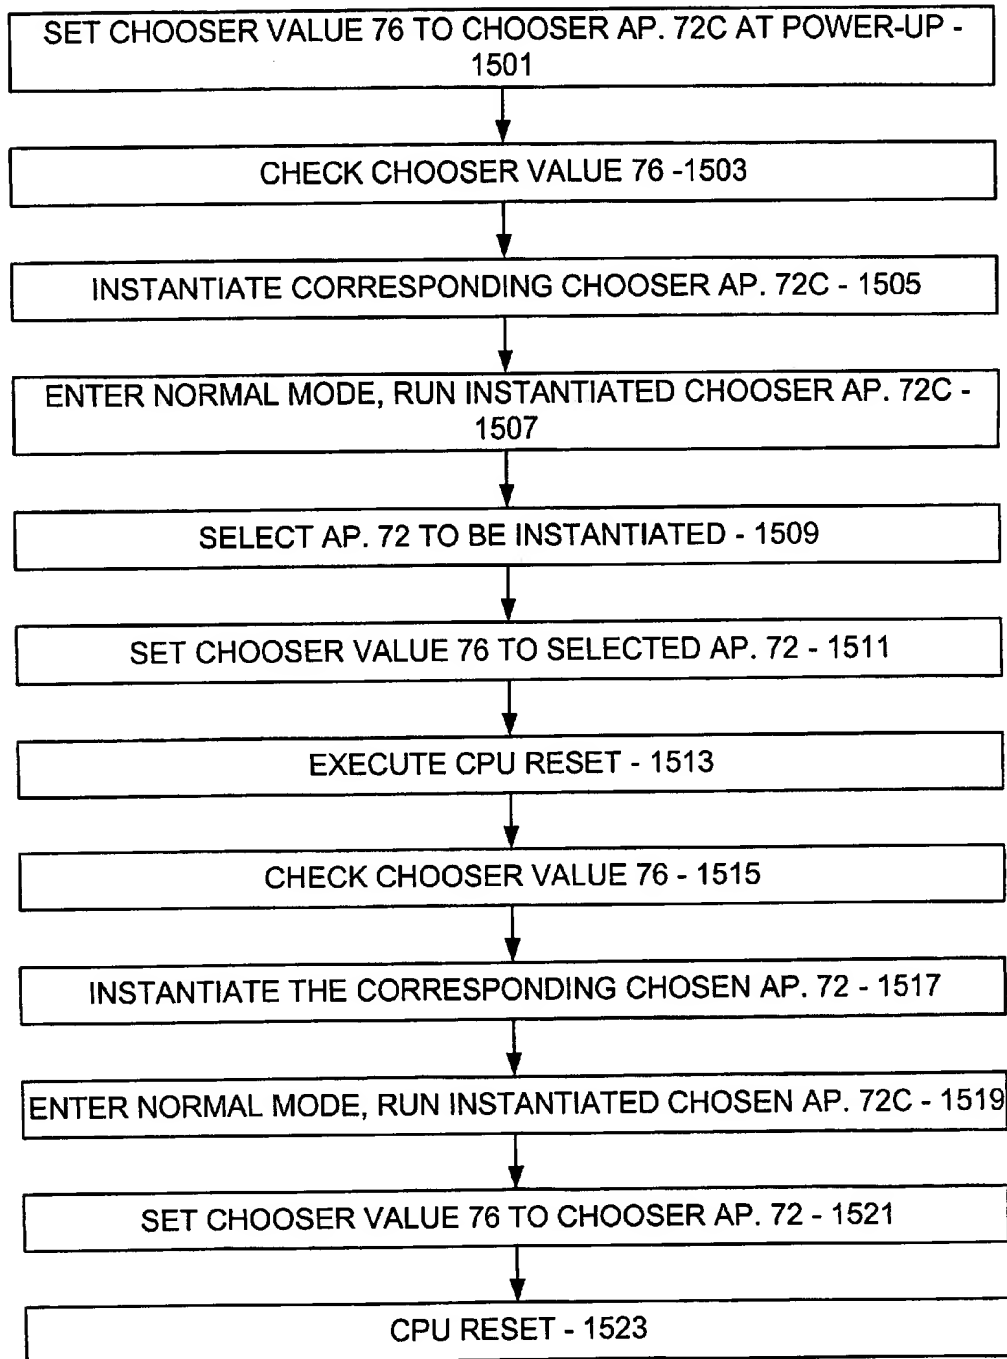 SET CHOOSER VALUE 76 TO CHOOSER AP. 72C AT POWER-UP -
1501
CHECK CHOOSER VALUE 76 -1503
INSTANTIATE CORRESPONDING CHOOSER AP. 72C - 1505
ENTER NORMAL MODE, RUN INSTANTIATED CHOOSER AP. 72C -
1507
SELECT AP. 72 TO BE INSTANTIATED - 1509
SET CHOOSER VALUE 76 TO SELECTED AP. 72 - 1511
EXECUTE CPU RESET - 1513
CHECK CHOOSER VALUE 76 - 1515
INSTANTIATE THE CORRESPONDING CHOSEN AP. 72 - 1517
ENTER NORMAL MODE, RUN INSTANTIATED CHOSEN AP. 72C - 1519
SET CHOOSER VALUE 76 TO CHOOSER AP. 72 - 1521
CPU RESET - 1523